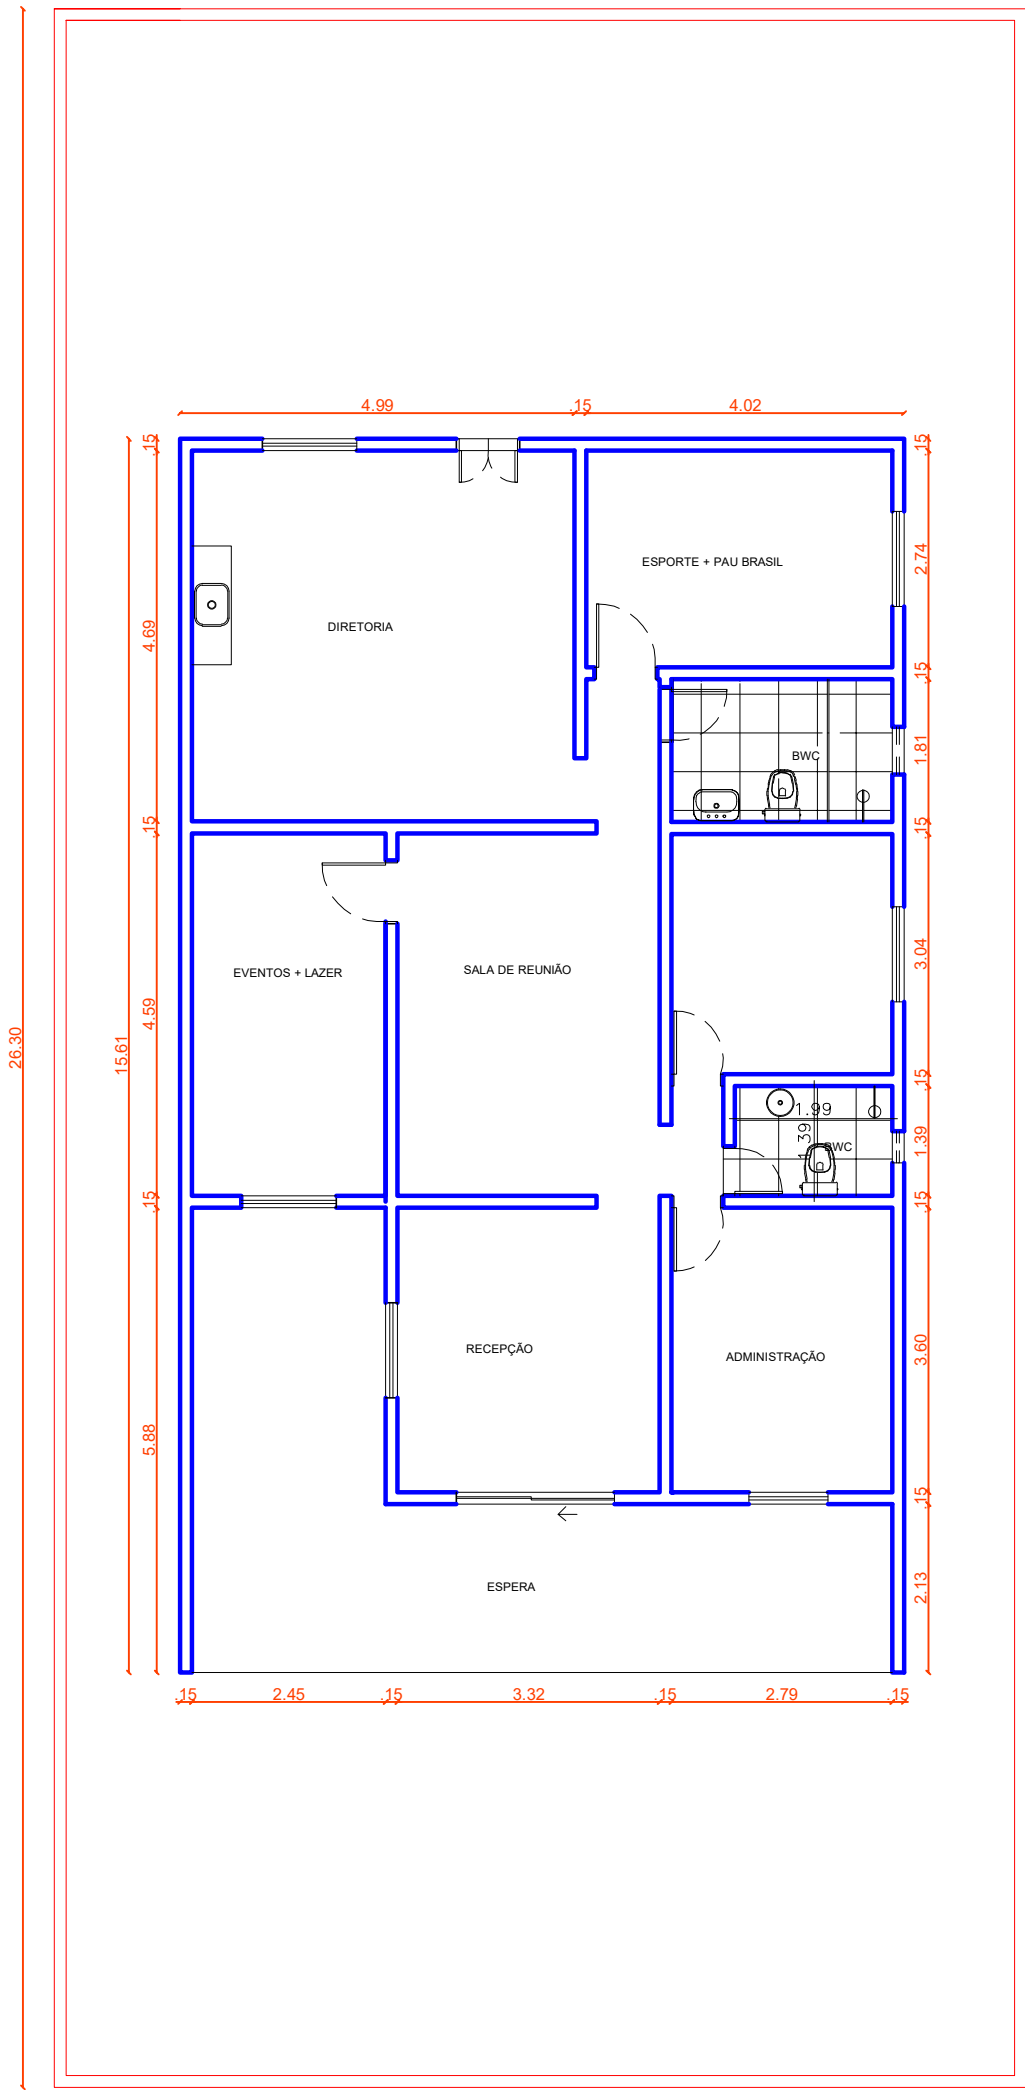 4.99 .15 4.02
.15 .15
ESPORTE + PAU BRASIL
2.74
DIRETORIA
4.69
.15
BWC
1.81
.15 .15
EVENTOS + LAZER
SALA DE REUNIÃO
3.04
4.59
26.30
15.61
.15
1.99
1.39
BWC
1.39
.15 .15
RECEPÇÃO
ADMINISTRAÇÃO
3.60
5.88
.15
ESPERA
2.13
.15 2.45 .15 3.32 .15 2.79 .15